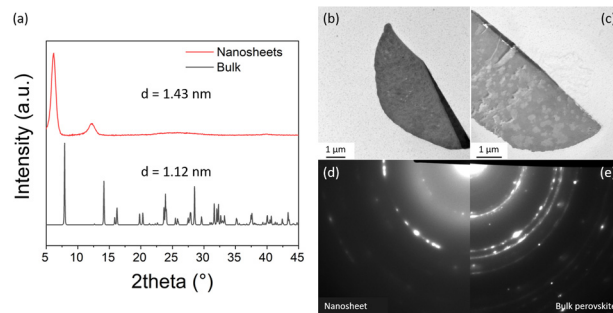 (a)
Nanosheets
Bulk
d = 1.43 nm
d = 1.12 nm
Intensity (a.u.)
5 10 15 20 25 30 35 40 45
2theta (°)
(b)
1 µm
(c)
1 µm
(d)
Nanosheet
(e)
Bulk perovskite